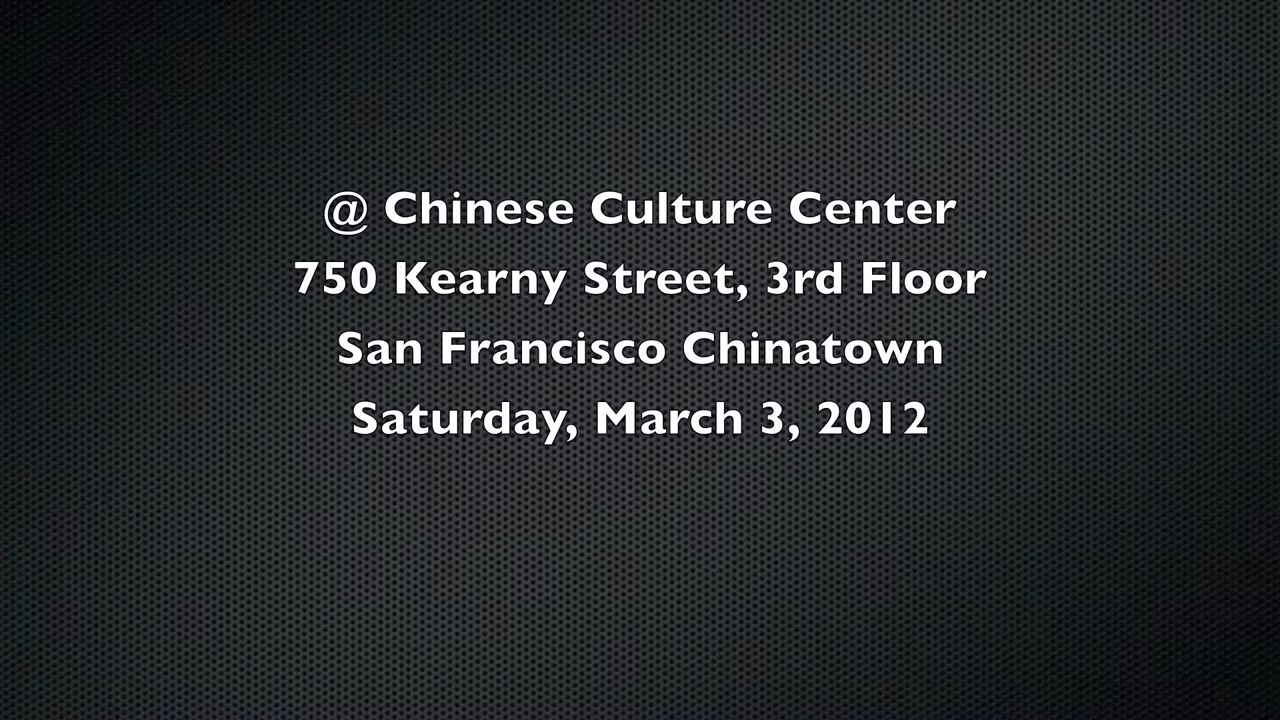 @ Chinese Culture Center
750 Kearny Street, 3rd Floor
San Francisco Chinatown
Saturday, March 3, 2012